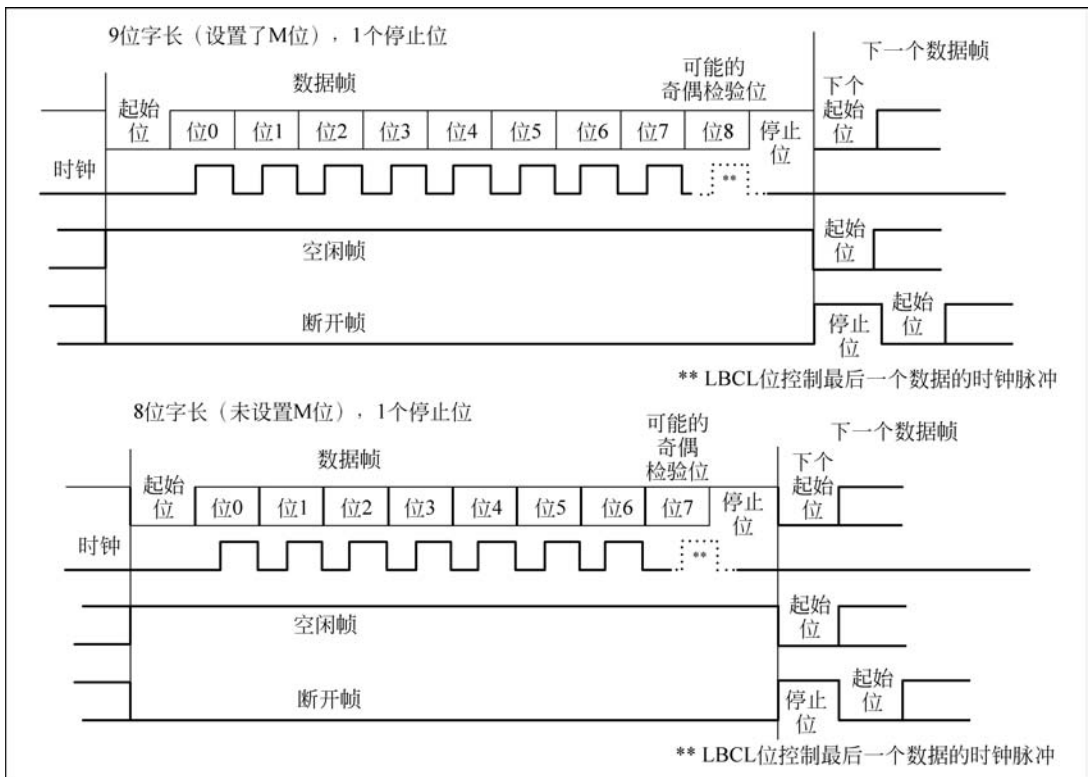 9位字长（设置了M位），1个停止位
下一个数据帧
数据帧
可能的
奇偶检验位
下个
起始
位
起始
位
位0
位1
位2
位3
位4
位5
位6
位7
位8
停止
位
时钟
**
空闲帧
起始
位
断开帧
停止
位
起始
位
** LBCL位控制最后一个数据的时钟脉冲
8位字长（未设置M位），1个停止位
可能的
奇偶
检验位
下一个数据帧
数据帧
下个
起始
位
起始
位
位0
位1
位2
位3
位4
位5
位6
位7
停止
位
时钟
**
空闲帧
起始
位
断开帧
停止
位
起始
位
** LBCL位控制最后一个数据的时钟脉冲